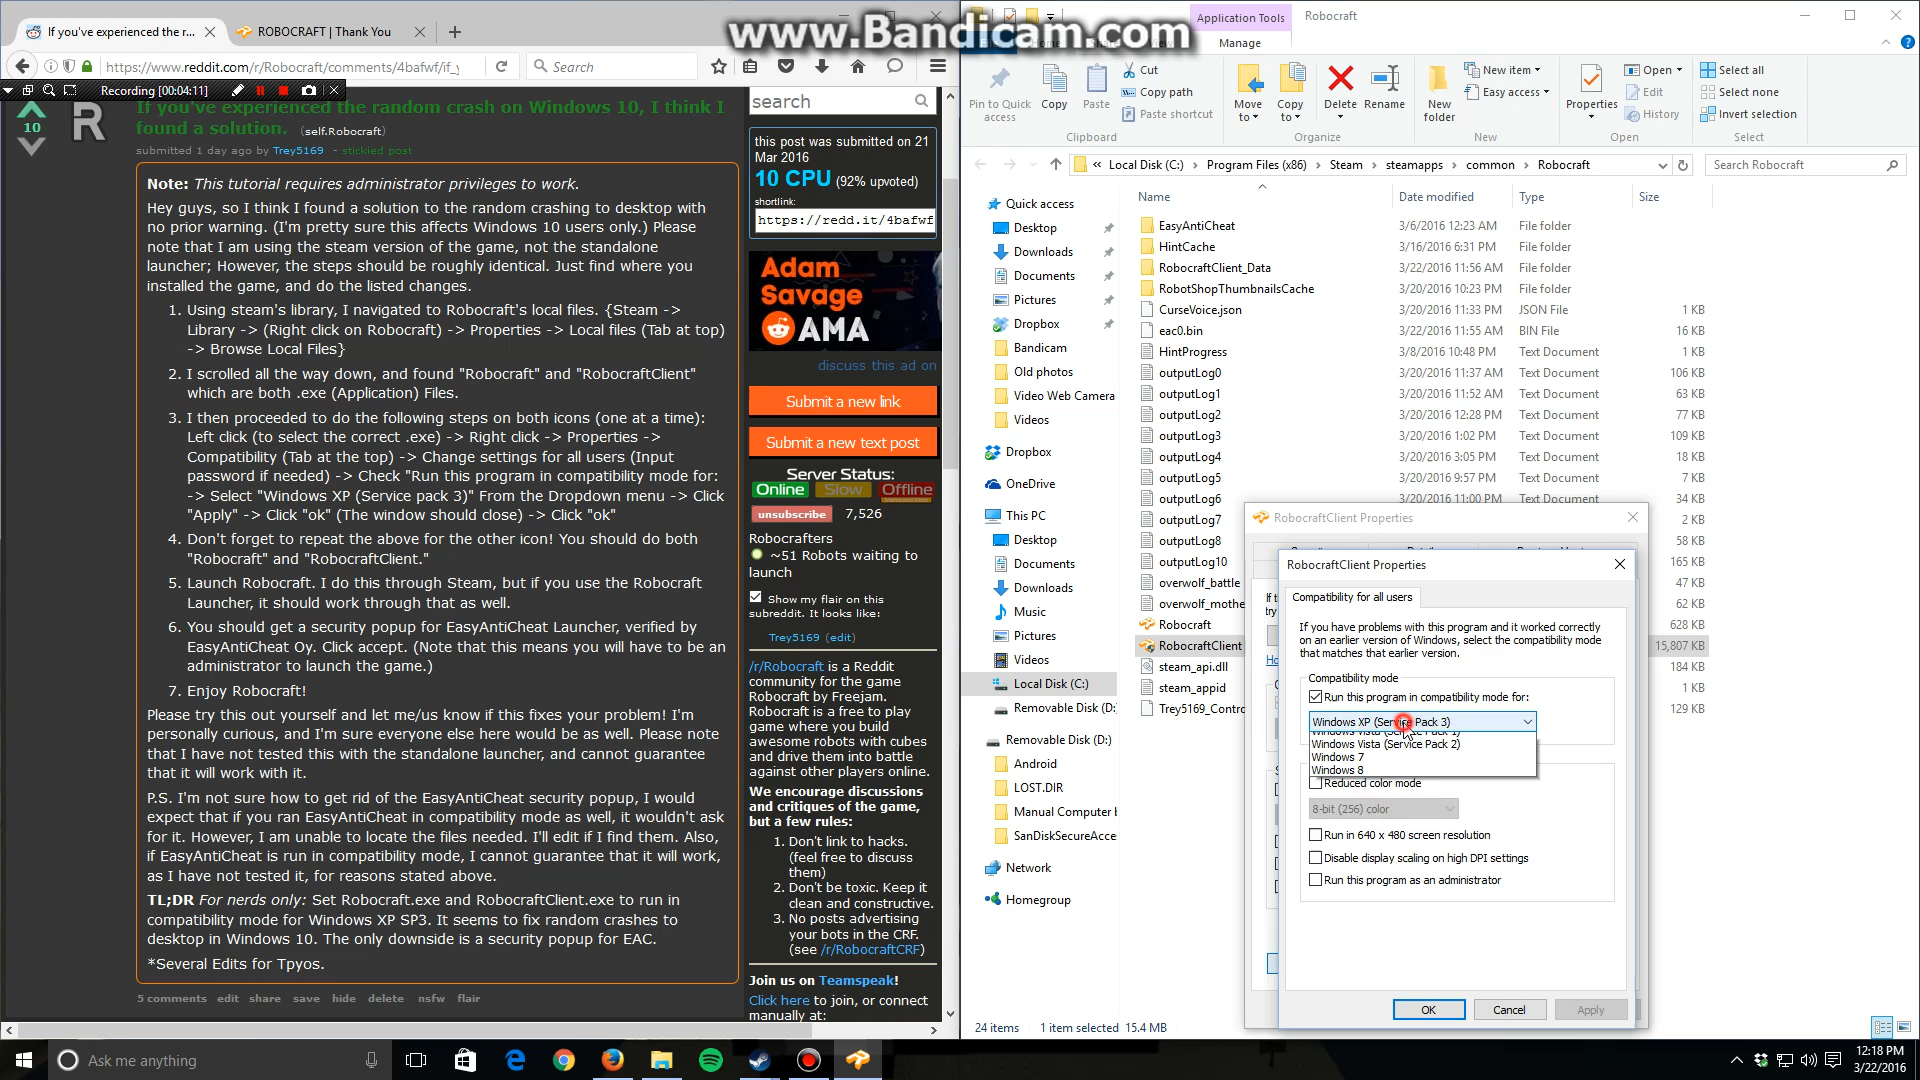 www.Bandicam.com
If you've experienced the r...
ROBOCRAFT | Thank You
https://www.reddit.com/r/Robocraft/comments/4bafwf/if_y
Search
Recording [00:04:11]
10
R
If you've experienced the random crash on Windows 10, I think I
found a solution. (self.Robocraft)
submitted 1 day ago by Trey5169 - stickied post
Note: This tutorial requires administrator privileges to work.
Hey guys, so I think I found a solution to the random crashing to desktop with
no prior warning. (I'm pretty sure this affects Windows 10 users only.) Please
note that I am using the steam version of the game, not the standalone
launcher; However, the steps should be roughly identical. Just find where you
installed the game, and do the listed changes.
1. Using steam's library, I navigated to Robocraft's local files. {Steam ->
Library -> (Right click on Robocraft) -> Properties -> Local files (Tab at top)
-> Browse Local Files}
2. I scrolled all the way down, and found "Robocraft" and "RobocraftClient"
which are both .exe (Application) Files.
3. I then proceeded to do the following steps on both icons (one at a time):
Left click (to select the correct .exe) -> Right click -> Properties ->
Compatibility (Tab at the top) -> Change settings for all users (Input
password if needed) -> Check "Run this program in compatibility mode for:
-> Select "Windows XP (Service pack 3)" From the Dropdown menu -> Click
"Apply" -> Click "ok" (The window should close) -> Click "ok"
4. Don't forget to repeat the above for the other icon! You should do both
"Robocraft" and "RobocraftClient."
5. Launch Robocraft. I do this through Steam, but if you use the Robocraft
Launcher, it should work through that as well.
6. You should get a security popup for EasyAntiCheat Launcher, verified by
EasyAntiCheat Oy. Click accept. (Note that this means you will have to be an
administrator to launch the game.)
7. Enjoy Robocraft!
Please try this out yourself and let me/us know if this fixes your problem! I'm
personally curious, and I'm sure everyone else here would be as well. Please note
that I have not tested this with the standalone launcher, and cannot guarantee
that it will work with it.
P.S. I'm not sure how to get rid of the EasyAntiCheat security popup, I would
expect that if you ran EasyAntiCheat in compatibility mode as well, it wouldn't ask
for it. However, I am unable to locate the files needed. I'll edit if I find them. Also,
if EasyAntiCheat is run in compatibility mode, I cannot guarantee that it will work,
as I have not tested it, for reasons stated above.
TL;DR For nerds only: Set Robocraft.exe and RobocraftClient.exe to run in
compatibility mode for Windows XP SP3. It seems to fix random crashes to
desktop in Windows 10. The only downside is a security popup for EAC.
*Several Edits for Tpyos.
5 comments edit share save hide delete nsfw flair
search
this post was submitted on 21
Mar 2016
10 CPU (92% upvoted)
shortlink:
https://redd.it/4bafwf
Adam
Savage
AMA
discuss this ad on
Submit a new link
Submit a new text post
Server Status:
Online Slow Offline
unsubscribe 7,526
Robocrafters
~51 Robots waiting to
launch
Show my flair on this
subreddit. It looks like:
Trey5169 (edit)
/r/Robocraft is a Reddit
community for the game
Robocraft by Freejam.
Robocraft is a free to play
game where you build
awesome robots with cubes
and drive them into battle
against other players online.
We encourage discussions
and critiques of the game,
but a few rules:
1. Don't link to hacks.
(feel free to discuss
them)
2. Don't be toxic. Keep it
clean and constructive.
3. No posts advertising
your bots in the CRF.
(see /r/RobocraftCRF)
Join us on Teamspeak!
Click here to join, or connect
manually at:
Application Tools
Robocraft
Manage
Pin to Quick
access
Copy
Paste
Cut
Copy path
Paste shortcut
Clipboard
Move
to
Copy
to
Delete
Rename
Organize
New
folder
New item
Easy access
New
Properties
Open
Edit
History
Open
Select all
Select none
Invert selection
Select
« Local Disk (C:) > Program Files (x86) > Steam > steamapps > common > Robocraft
Search Robocraft
Name Date modified Type Size
Quick access
Desktop
Downloads
Documents
Pictures
Dropbox
Bandicam
Old photos
Video Web Camera
Videos
Dropbox
OneDrive
This PC
Desktop
Documents
Downloads
Music
Pictures
Videos
Local Disk (C:)
Removable Disk (D:
Removable Disk (D:)
Android
LOST.DIR
Manual Computer b
SanDiskSecureAcce
Network
Homegroup
EasyAntiCheat 3/6/2016 12:23 AM File folder
HintCache 3/16/2016 6:31 PM File folder
RobocraftClient_Data 3/22/2016 11:56 AM File folder
RobotShopThumbnailsCache 3/20/2016 10:23 PM File folder
CurseVoice.json 3/20/2016 11:33 PM JSON File 1 KB
eac0.bin 3/22/2016 11:55 AM BIN File 16 KB
HintProgress 3/8/2016 10:48 PM Text Document 1 KB
outputLog0 3/20/2016 11:37 AM Text Document 106 KB
outputLog1 3/20/2016 11:52 AM Text Document 63 KB
outputLog2 3/20/2016 12:28 PM Text Document 77 KB
outputLog3 3/20/2016 1:02 PM Text Document 109 KB
outputLog4 3/20/2016 3:05 PM Text Document 18 KB
outputLog5 3/20/2016 9:57 PM Text Document 7 KB
outputLog6 3/20/2016 11:00 PM Text Document 34 KB
outputLog7 2 KB
outputLog8 58 KB
outputLog10 165 KB
overwolf_battle 47 KB
overwolf_mothe 62 KB
Robocraft 628 KB
RobocraftClient 15,807 KB
steam_api.dll 184 KB
steam_appid 1 KB
Trey5169_Contro 129 KB
RobocraftClient Properties
RobocraftClient Properties
Compatibility for all users
If you have problems with this program and it worked correctly
on an earlier version of Windows, select the compatibility mode
that matches that earlier version.
Compatibility mode
Run this program in compatibility mode for:
Windows XP (Service Pack 3)
Windows Vista (Service Pack 1)
Windows Vista (Service Pack 2)
Windows 7
Windows 8
Reduced color mode
8-bit (256) color
Run in 640 x 480 screen resolution
Disable display scaling on high DPI settings
Run this program as an administrator
OK Cancel Apply
24 items 1 item selected 15.4 MB
Ask me anything
12:18 PM
3/22/2016